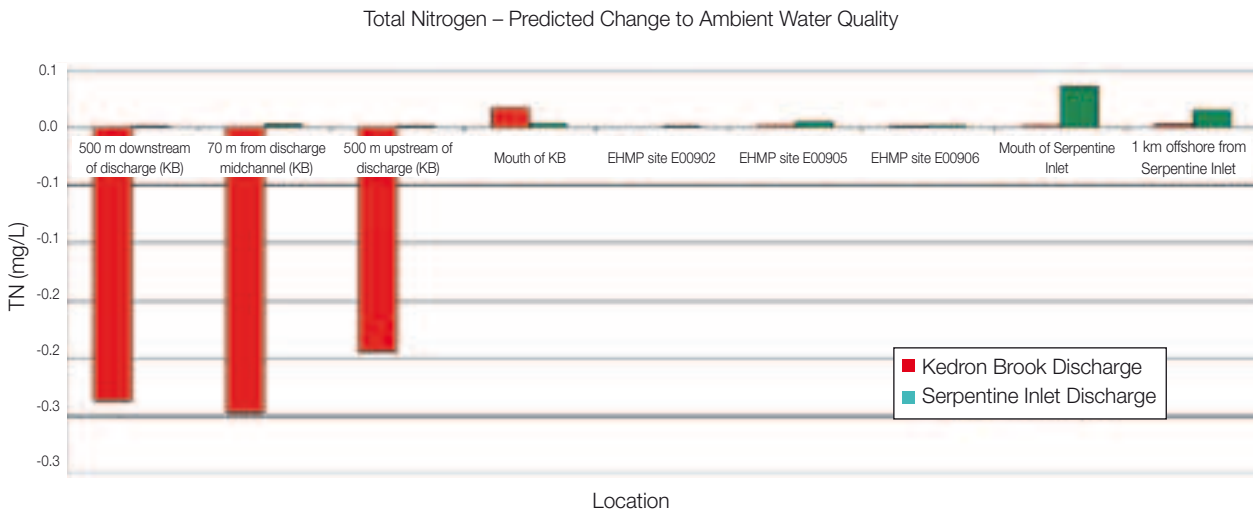 Total Nitrogen – Predicted Change to Ambient Water Quality
0.1
0.0
-0.1
-0.1
-0.2
-0.2
-0.3
-0.3
TN (mg/L)
500 m downstream
of discharge (KB)
70 m from discharge
midchannel (KB)
500 m upstream of
discharge (KB)
Mouth of KB
EHMP site E00902
EHMP site E00905
EHMP site E00906
Mouth of Serpentine
Inlet
1 km offshore from
Serpentine Inlet
Kedron Brook Discharge
Serpentine Inlet Discharge
Location